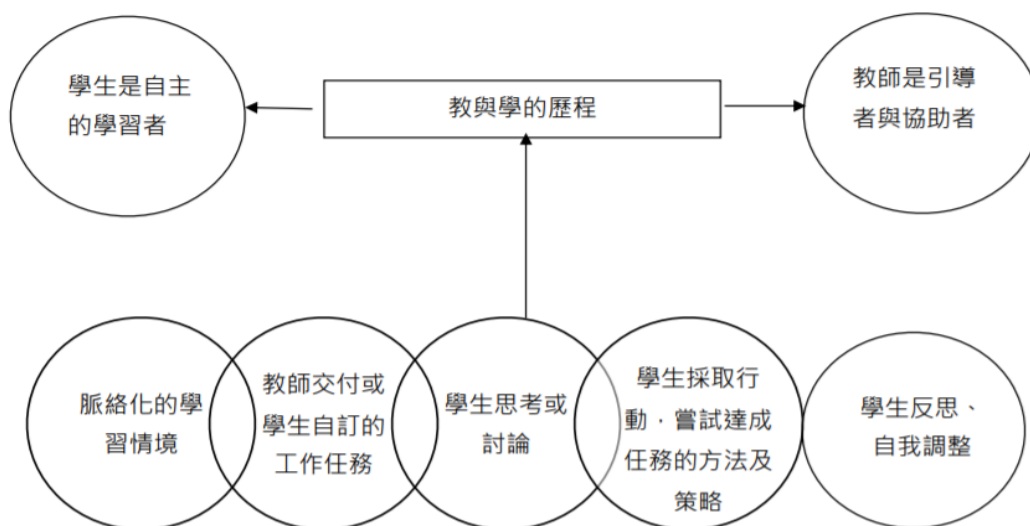 學生是自主
的學習者
教與學的歷程
教師是引導
者與協助者
脈絡化的學
習情境
教師交付或
學生自訂的
工作任務
學生思考或
討論
學生採取行
動，嘗試達成
任務的方法及
策略
學生反思、
自我調整